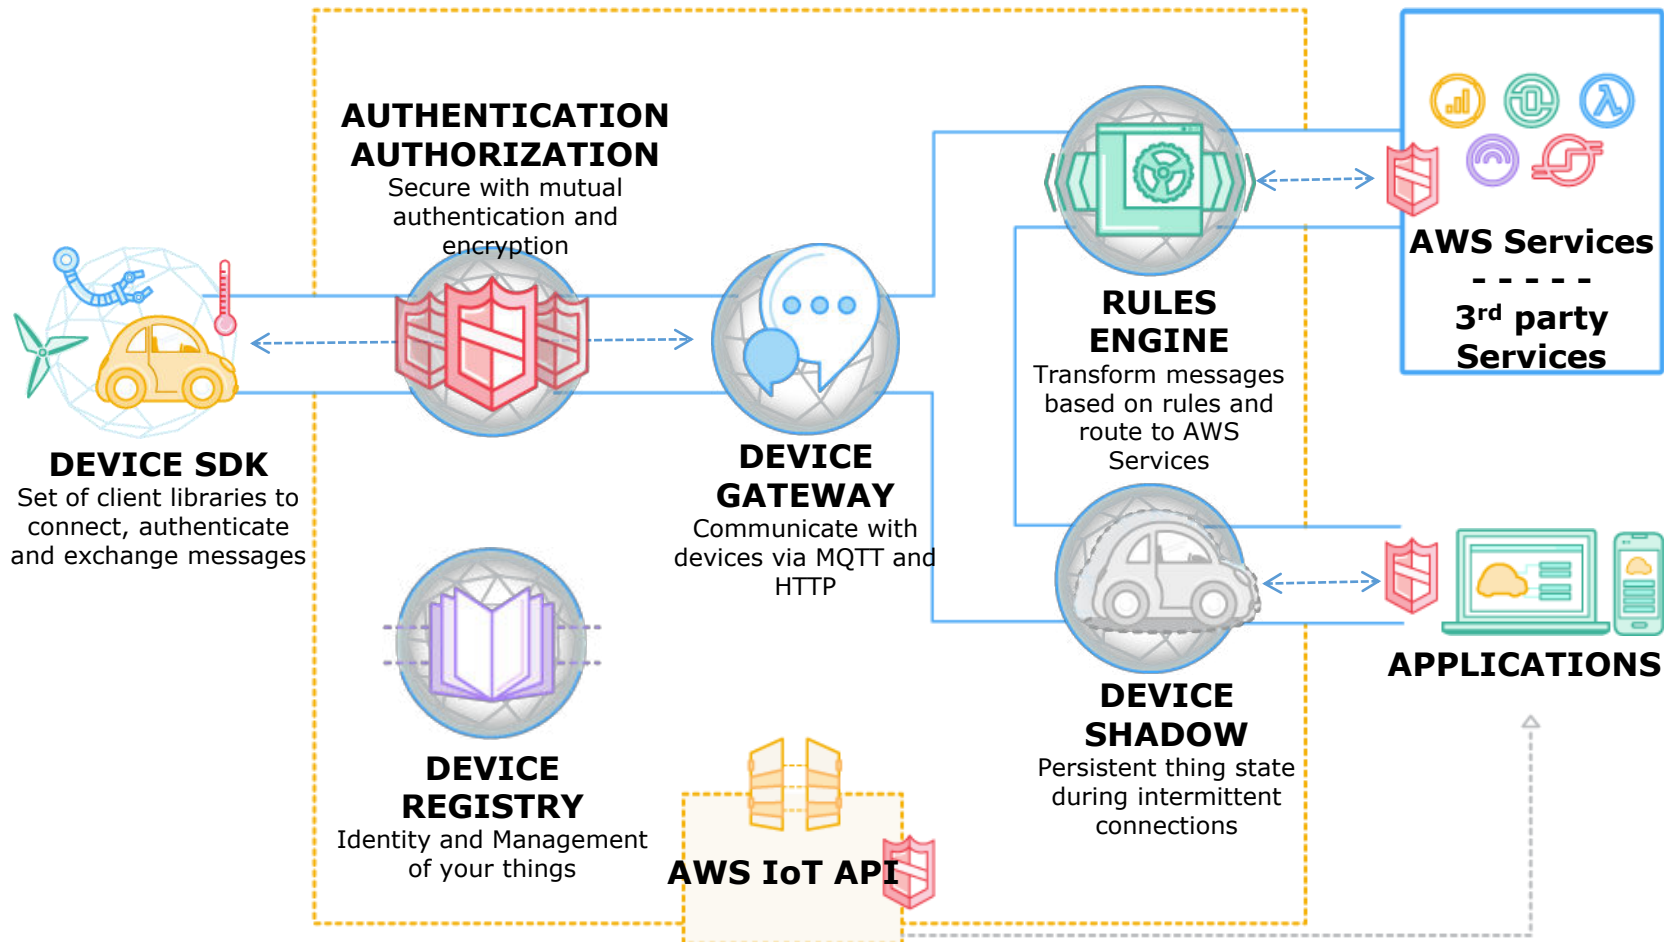 AUTHENTICATION
AUTHORIZATION
Secure with mutual
authentication and
encryption
DEVICE SDK
Set of client libraries to
connect, authenticate
and exchange messages
DEVICE
GATEWAY
Communicate with
devices via MQTT and
HTTP
RULES
ENGINE
Transform messages
based on rules and
route to AWS
Services
AWS Services
- - - - -
3rd party
Services
DEVICE
REGISTRY
Identity and Management
of your things
AWS IoT API
DEVICE
SHADOW
Persistent thing state
during intermittent
connections
APPLICATIONS